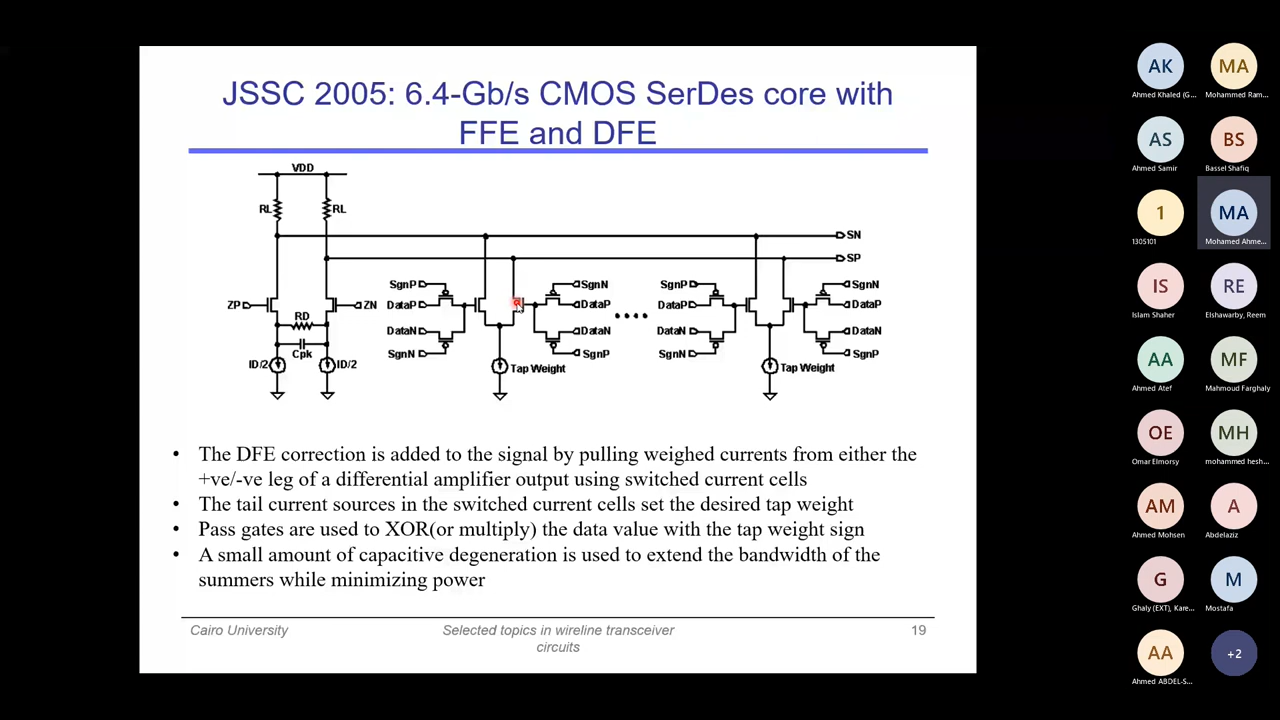 JSSC 2005: 6.4-Gb/s CMOS SerDes core with
FFE and DFE
VDD
RL
RL
SN
SP
SgnP
SgnN
SgnP
SgnN
ZP
ZN
DataP
DataP
DataP
DataP
RD
DataN
DataN
DataN
DataN
Cpk
SgnN
SgnP
SgnN
SgnP
ID/2
ID/2
Tap Weight
Tap Weight
• The DFE correction is added to the signal by pulling weighed currents from either the
+ve/-ve leg of a differential amplifier output using switched current cells
• The tail current sources in the switched current cells set the desired tap weight
• Pass gates are used to XOR(or multiply) the data value with the tap weight sign
• A small amount of capacitive degeneration is used to extend the bandwidth of the
summers while minimizing power
Cairo University
Selected topics in wireline transceiver
circuits
19
AK
MA
Ahmed Khaled (G...
Mohammed Ram...
AS
BS
Ahmed Samir
Bassel Shafiq
1
MA
1305101
Mohamed Ahme...
IS
RE
Islam Shaher
Elshawarby, Reem
AA
MF
Ahmed Atef
Mahmoud Farghaly
OE
MH
Omar Elmorsy
mohammed hesh...
AM
A
Ahmed Mohsen
Abdelaziz
G
M
Ghaly (EXT), Kare...
Mostafa
AA
+2
Ahmed ABDEL-S...